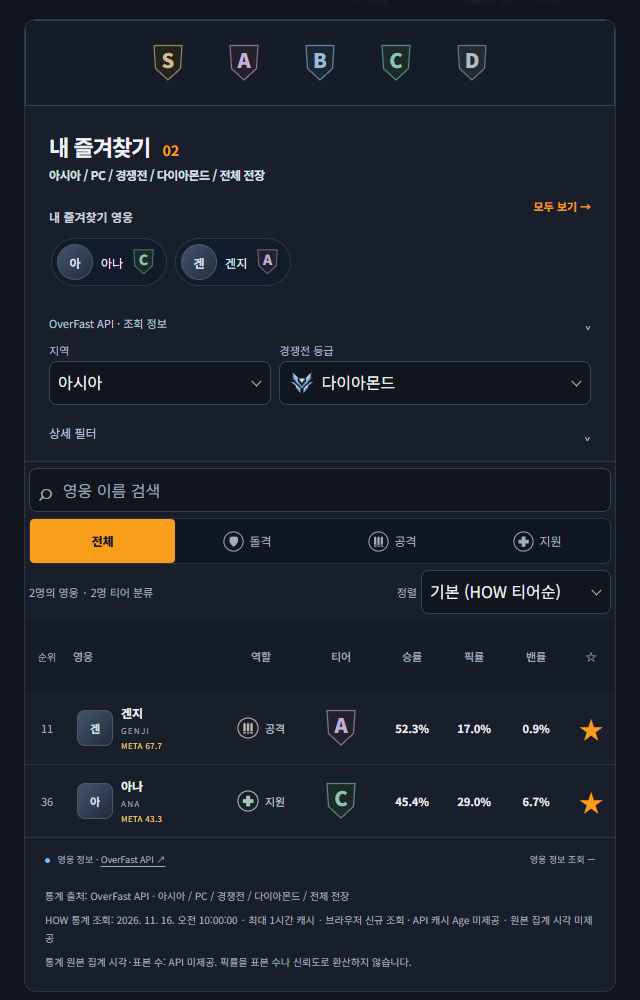 S A B C D
내 즐겨찾기 02
아시아 / PC / 경쟁전 / 다이아몬드 / 전체 전장
모두 보기 →
내 즐겨찾기 영웅
아 아나 C 겐 겐지 A
OverFast API · 조회 정보
지역 경쟁전 등급
아시아 다이아몬드
상세 필터
영웅 이름 검색
전체 돌격 공격 지원
2명의 영웅 · 2명 티어 분류 정렬 기본 (HOW 티어순)
순위 영웅 역할 티어 승률 픽률 밴률 ☆
11 겐 겐지 GENJI META 67.7 공격 A 52.3% 17.0% 0.9% ★
36 아 아나 ANA META 43.3 지원 C 45.4% 29.0% 6.7% ★
영웅 정보 · OverFast API ↗ 영웅 정보 조회 —
통계 출처: OverFast API · 아시아 / PC / 경쟁전 / 다이아몬드 / 전체 전장
HOW 통계 조회: 2026. 11. 16. 오전 10:00:00 · 최대 1시간 캐시 · 브라우저 신규 조회 · API 캐시 Age 미제공 · 원본 집계 시각 미제
공
통계 원본 집계 시각·표본 수: API 미제공. 픽률을 표본 수나 신뢰도로 환산하지 않습니다.